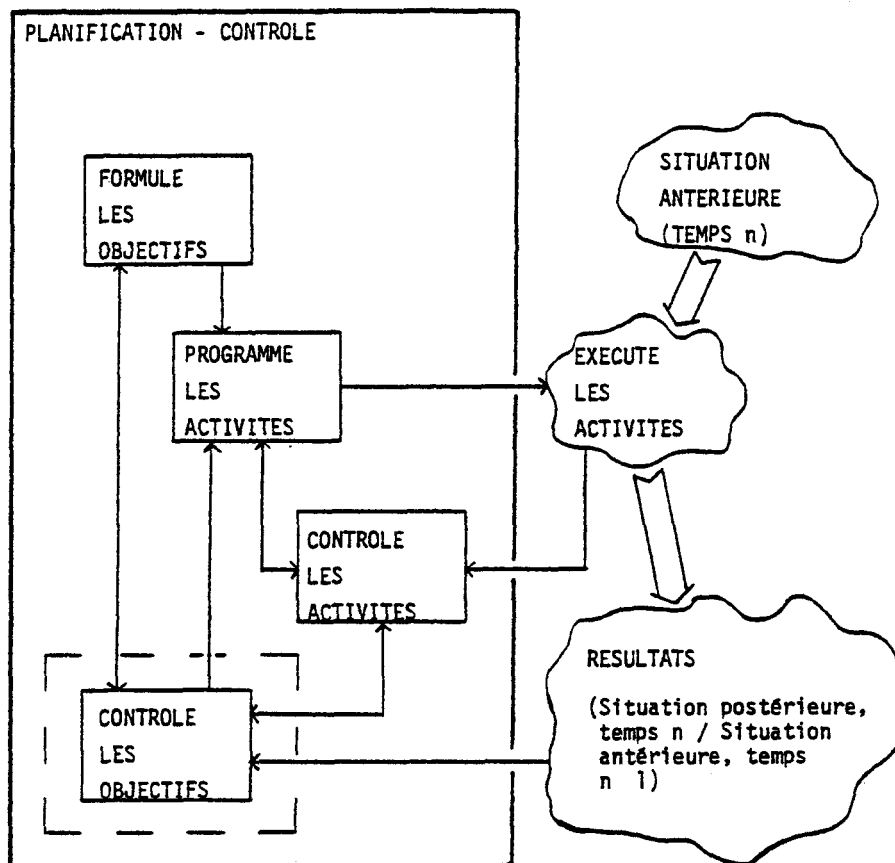 PLANIFICATION - CONTROLE
FORMULE
LES
OBJECTIFS
SITUATION
ANTERIEURE
(TEMPS n)
PROGRAMME
LES
ACTIVITES
EXECUTE
LES
ACTIVITES
CONTROLE
LES
ACTIVITES
CONTROLE
LES
OBJECTIFS
RESULTATS
(Situation postérieure,
temps n / Situation
antérieure, temps
n 1)